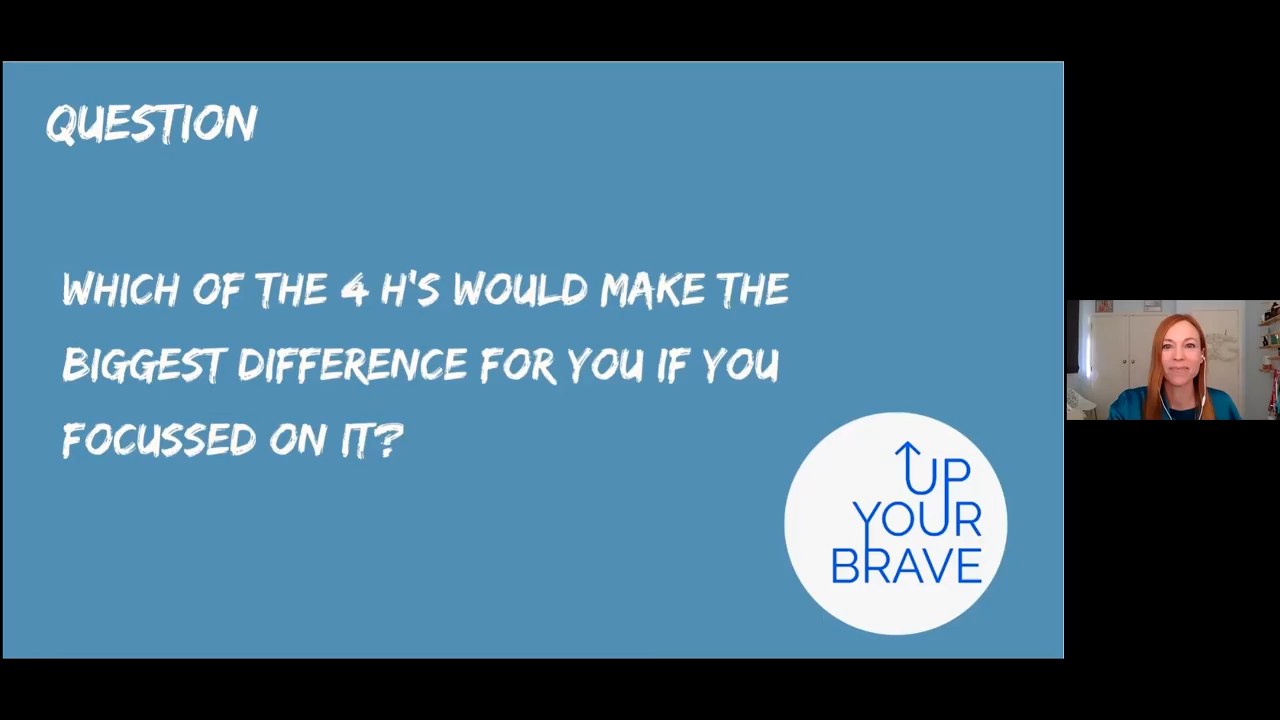 QUESTION
WHICH OF THE 4 H'S WOULD MAKE THE
BIGGEST DIFFERENCE FOR YOU IF YOU
FOCUSSED ON IT?
UP
YOUR
BRAVE